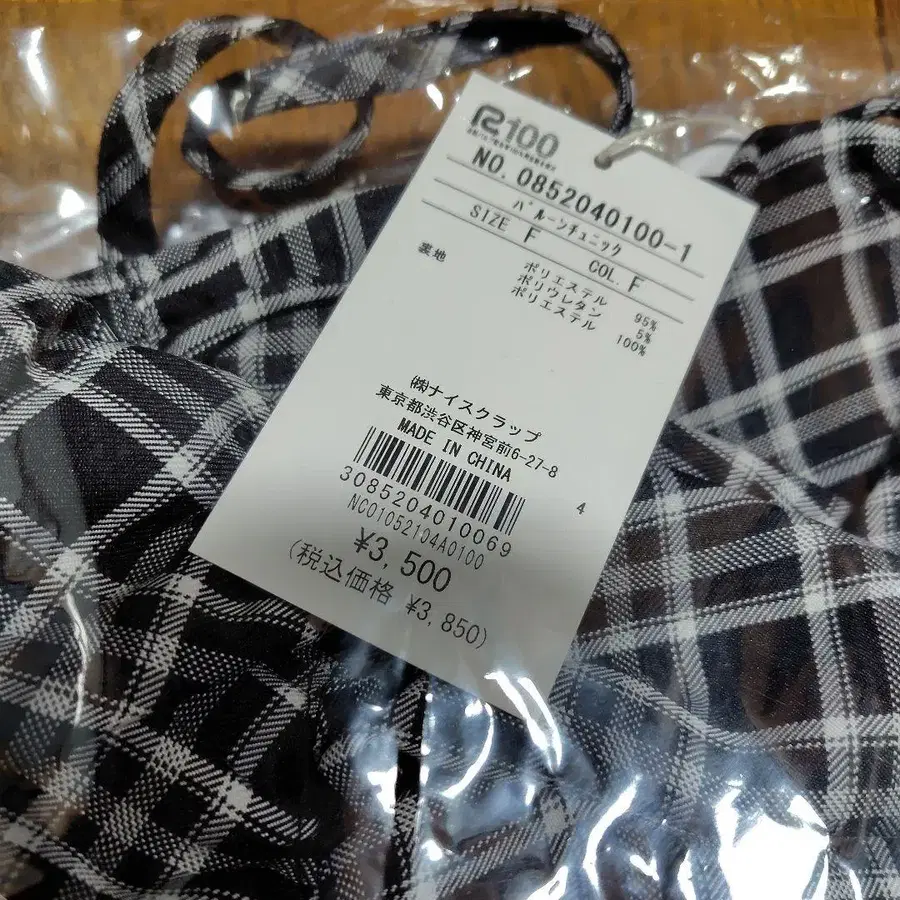 R100
NO. 0852040100-1
バルーンチュニック
SIZE F COL. F
ポリエステル 95%
ポリウレタン 5%
裏地 ポリエステル 100%
㈱ナイスクラップ
東京都渋谷区神宮前6-27-8
MADE IN CHINA
4
3085204010069
NC01052104A0100
¥3,500
(税込価格 ¥3,850)